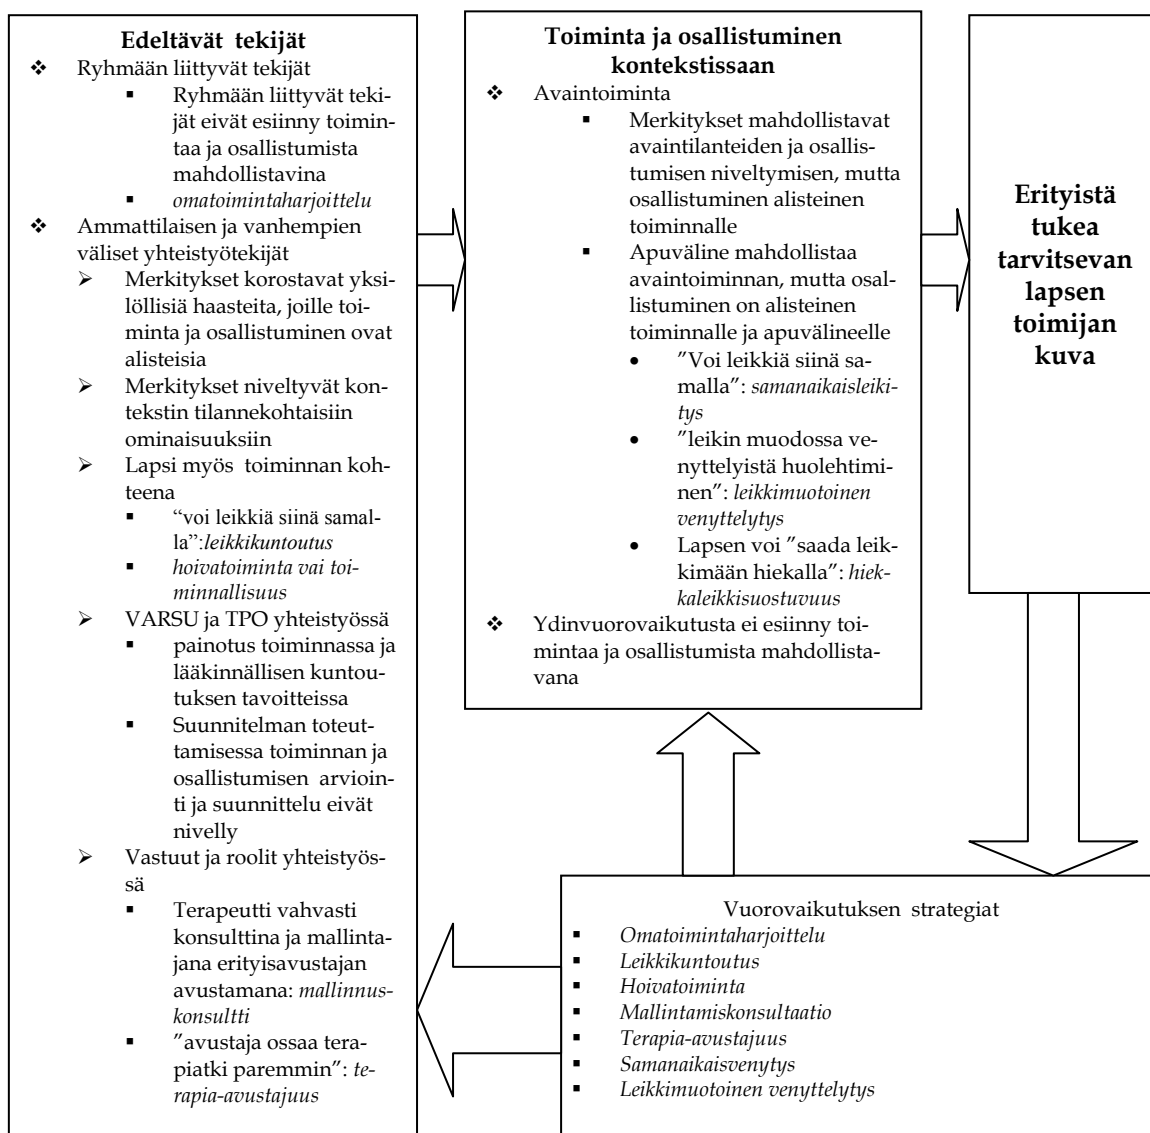 Edeltävät tekijät
❖ Ryhmään liittyvät tekijät
▪ Ryhmään liittyvät teki-
jät eivät esiinny toimin-
taa ja osallistumista
mahdollistavina
▪ omatoimintaharjoittelu
❖ Ammattilaisen ja vanhempien
väliset yhteistyötekijät
➢ Merkitykset korostavat yksi-
löllisiä haasteita, joille toi-
minta ja osallistuminen ovat
alisteisia
➢ Merkitykset niveltyvät kon-
tekstin tilannekohtaisiin
ominaisuuksiin
➢ Lapsi myös toiminnan koh-
teena
▪ “voi leikkiä siinä samal-
la”:leikkikuntoutus
▪ hoivatoiminta vai toi-
minnallisuus
➢ VARSU ja TPO yhteistyössä
▪ painotus toiminnassa ja
lääkinnällisen kuntou-
tuksen tavoitteissa
▪ Suunnitelman toteut-
tamisessa toiminnan ja
osallistumisen arvioin-
ti ja suunnittelu eivät
nivelly
➢ Vastuut ja roolit yhteistyös-
sä
▪ Terapeutti vahvasti
konsulttina ja mallinta-
jana erityisavustajan
avustamana: mallinnus-
konsultti
▪ ”avustaja ossaa tera-
piatki paremmin”: te-
rapia-avustajuus
Toiminta ja osallistuminen
kontekstissaan
❖ Avaintoiminta
▪ Merkitykset mahdollistavat
avaintilanteiden ja osallis-
tumisen niveltymisen, mutta
osallistuminen alisteinen
toiminnalle
▪ Apuväline mahdollistaa
avaintoiminnan, mutta osal-
listuminen on alisteinen
toiminnalle ja apuvälineelle
• ”Voi leikkiä siinä sa-
malla”: samanaikaisleiki-
tys
• ”leikin muodossa ve-
nyttelyistä huolehtimi-
nen”: leikkimuotoinen
venyttelytys
• Lapsen voi ”saada leik-
kimään hiekalla”: hiek-
kaleikkisuostuvuus
❖ Ydinvuorovaikutusta ei esiinny toi-
mintaa ja osallistumista mahdollista-
vana
Erityistä
tukea
tarvitsevan
lapsen
toimijan
kuva
Vuorovaikutuksen strategiat
▪ Omatoimintaharjoittelu
▪ Leikkikuntoutus
▪ Hoivatoiminta
▪ Mallintamiskonsultaatio
▪ Terapia-avustajuus
▪ Samanaikaisvenytys
▪ Leikkimuotoinen venyttelytys